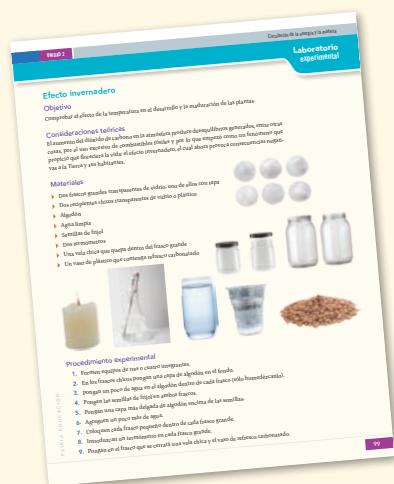 Enseñanza de la energía y la materia
UNIDAD 2
Laboratorio
experimental
Efecto invernadero
Objetivo
Comprobar el efecto de la temperatura en el desarrollo y la maduración de las plantas.
Consideraciones teóricas
El aumento del dióxido de carbono en la atmósfera produce desequilibrios generados, entre otras
cosas, por el uso excesivo de combustibles fósiles y por lo que empezó como un fenómeno que
propició que floreciera la vida: el efecto invernadero, el cual ahora provoca consecuencias negati-
vas a la Tierra y sus habitantes.
Materiales
Dos frascos grandes transparentes de vidrio: uno de ellos con tapa
Dos recipientes chicos transparentes de vidrio o plástico
Algodón
Agua limpia
Semillas de frijol
Dos termómetros
Una vela chica que quepa dentro del frasco grande
Un vaso de plástico que contenga refresco carbonatado
Procedimiento experimental
1. Formen equipos de tres o cuatro integrantes.
2. En los frascos chicos pongan una capa de algodón en el fondo.
3. Pongan un poco de agua en el algodón dentro de cada frasco (sólo humedézcanlo).
4. Pongan las semillas de frijol en ambos frascos.
5. Pongan una capa más delgada de algodón encima de las semillas.
6. Agreguen un poco más de agua.
7. Coloquen cada frasco pequeño dentro de cada frasco grande.
8. Introduzcan un termómetro en cada frasco grande.
9. Pongan en el frasco que se cerrará una vela chica y el vaso de refresco carbonatado.
PATRIA EDUCACIÓN
99